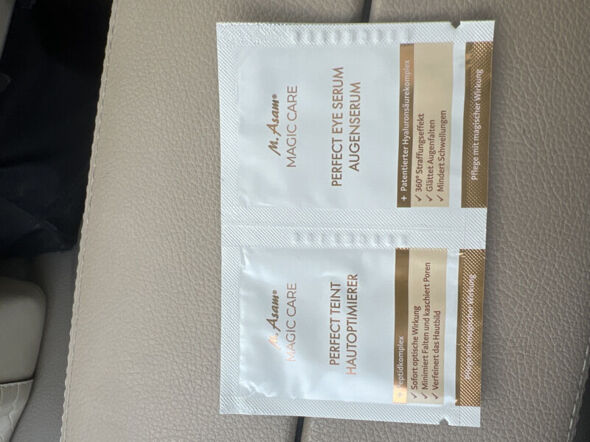 M. Asam®
MAGIC CARE
PERFECT TEINT
HAUTOPTIMIERER
+ Peptidkomplex
✓ Sofort optische Wirkung
✓ Minimiert Falten und kaschiert Poren
✓ Verfeinert das Hautbild
Pflege mit magischer Wirkung
M. Asam®
MAGIC CARE
PERFECT EYE SERUM
AUGENSERUM
+ Patentierter Hyaluronsäurekomplex
✓ 360° Straffungseffekt
✓ Glättet Augenfalten
✓ Mindert Schwellungen
Pflege mit magischer Wirkung